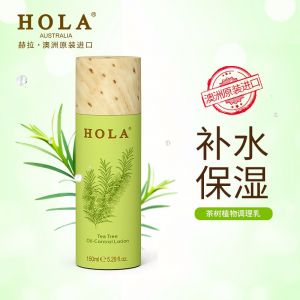 HOLA®
AUSTRALIA
赫拉·澳洲原装进口
澳洲原装进口
HOLA®
补水
保湿
茶树植物调理乳
Tea Tree
Oil-Control Lotion
150ml ℮ 5.29 fl.oz